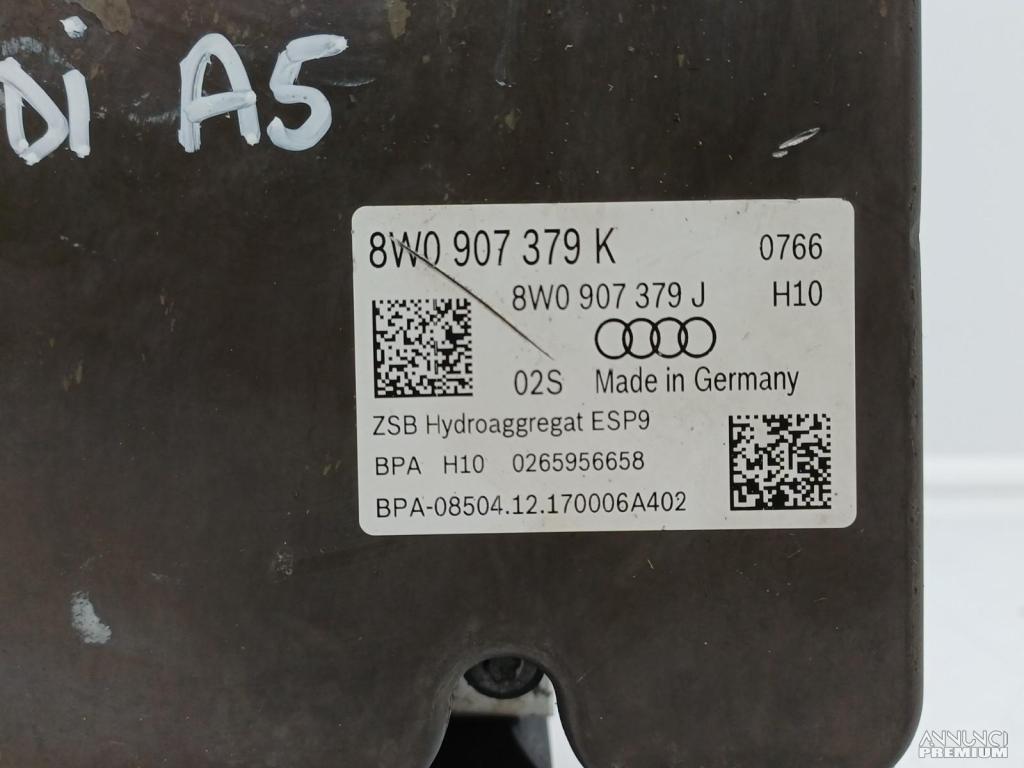 Di A5
8W0 907 379 K 0766
8W0 907 379 J H10
02S Made in Germany
ZSB Hydroaggregat ESP9
BPA H10 0265956658
BPA-08504.12.170006A402
ANNUNCI
PREMIUM